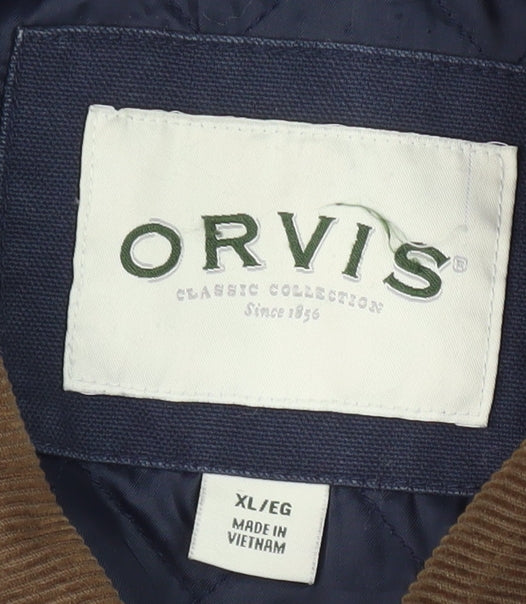 ORVIS®
CLASSIC COLLECTION
Since 1856
XL/EG
MADE IN
VIETNAM